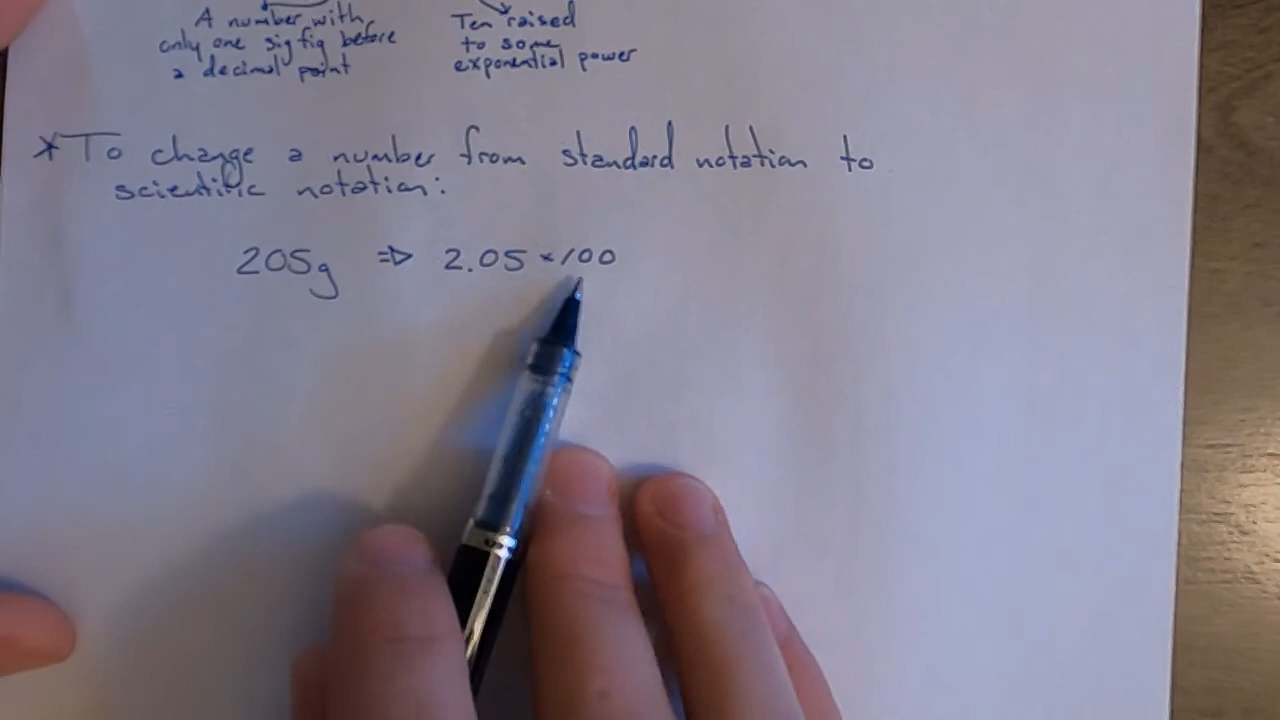 A number with
only one sig fig before
a decimal point
Ten raised
to some
exponential power
*To change a number from standard notation to
scientific notation:
205g ⇒ 2.05 × 100